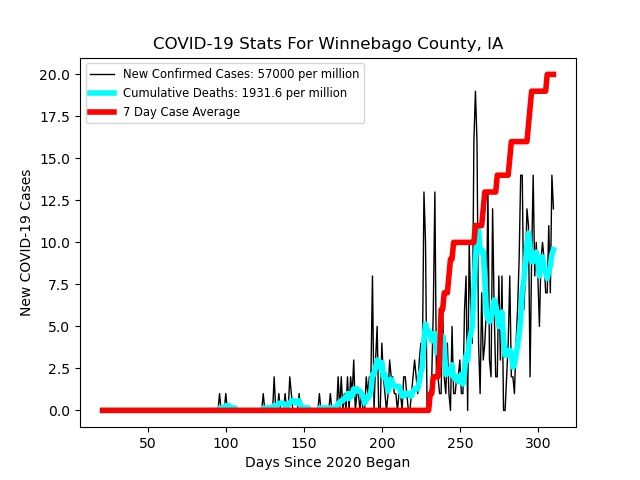 COVID-19 Stats For Winnebago County, IA
New Confirmed Cases: 57000 per million
Cumulative Deaths: 1931.6 per million
7 Day Case Average
20.0
17.5
15.0
12.5
10.0
7.5
5.0
2.5
0.0
New COVID-19 Cases
50 100 150 200 250 300
Days Since 2020 Began